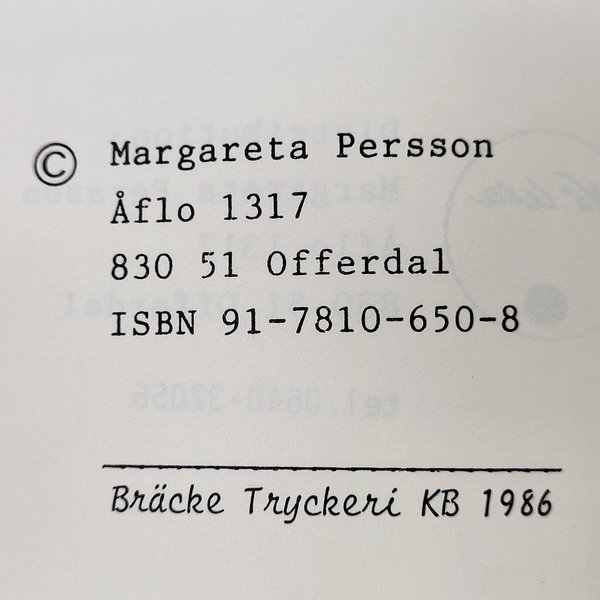 © Margareta Persson
Åflo 1317
830 51 Offerdal
ISBN 91-7810-650-8
Bräcke Tryckeri KB 1986